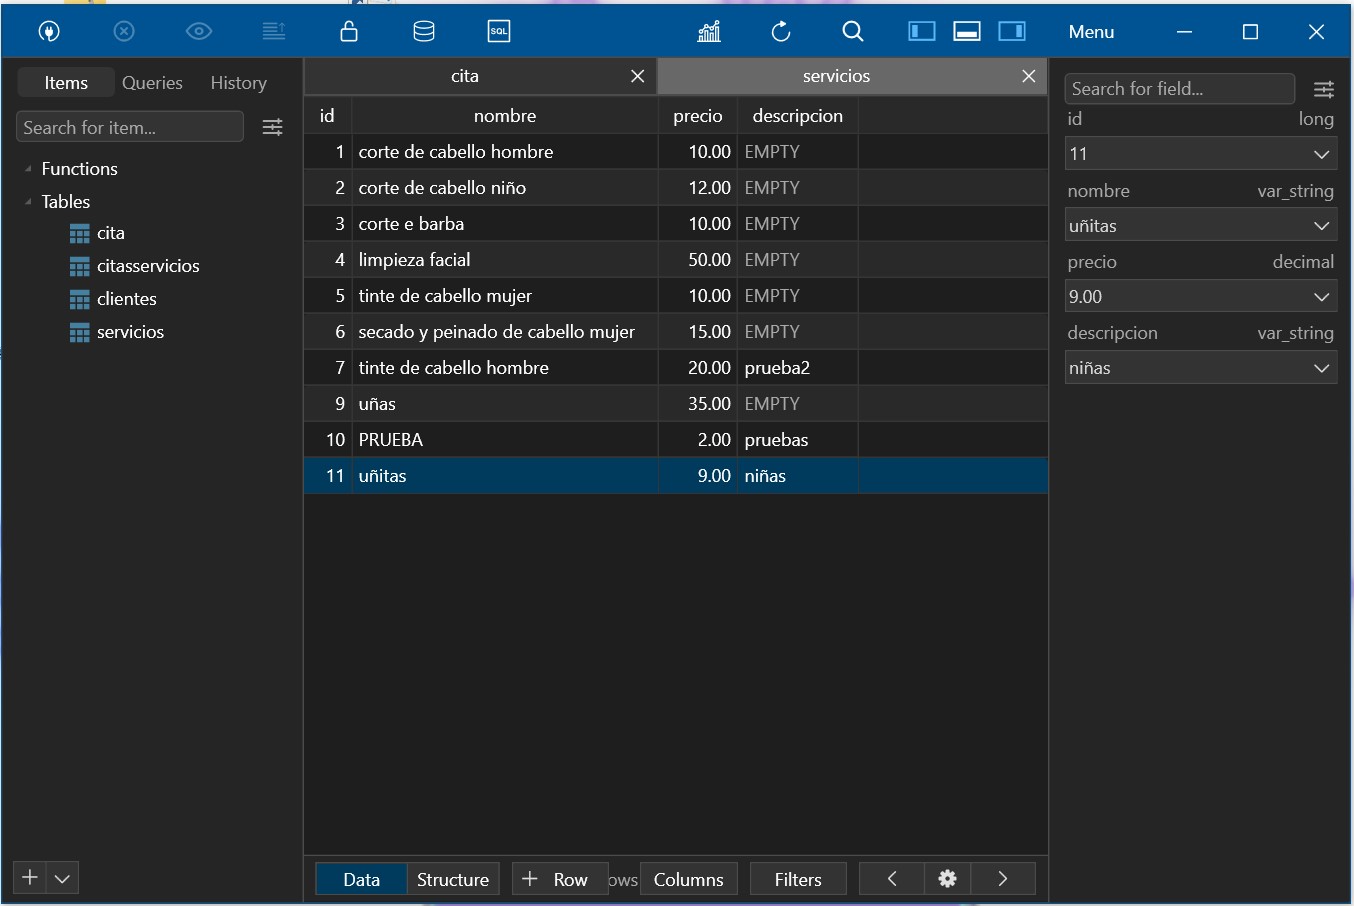 SQL Menu
Items Queries History
Search for item...
Functions
Tables
cita
citasservicios
clientes
servicios
cita servicios
id nombre precio descripcion
1 corte de cabello hombre 10.00 EMPTY
2 corte de cabello niño 12.00 EMPTY
3 corte e barba 10.00 EMPTY
4 limpieza facial 50.00 EMPTY
5 tinte de cabello mujer 10.00 EMPTY
6 secado y peinado de cabello mujer 15.00 EMPTY
7 tinte de cabello hombre 20.00 prueba2
9 uñas 35.00 EMPTY
10 PRUEBA 2.00 pruebas
11 uñitas 9.00 niñas
Data Structure + Row ows Columns Filters
Search for field...
id long
11
nombre var_string
uñitas
precio decimal
9.00
descripcion var_string
niñas